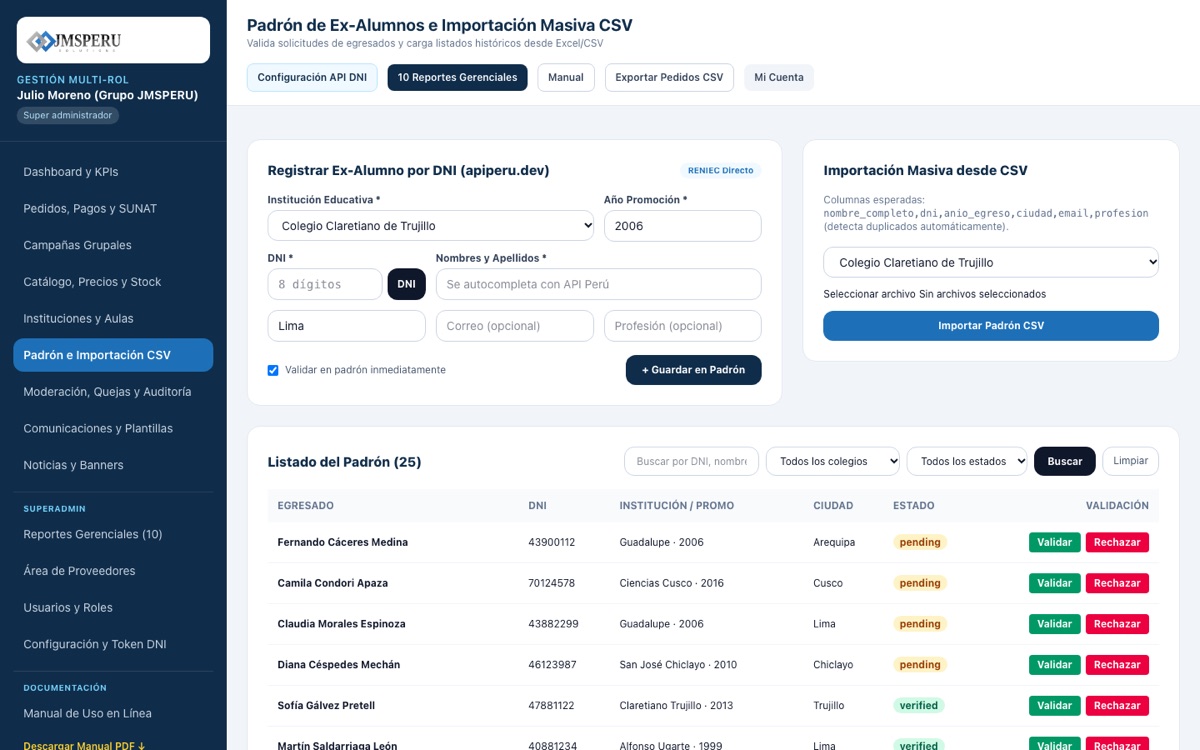 JMSPERU
SOLUTIONS
GESTIÓN MULTI-ROL
Julio Moreno (Grupo JMSPERU)
Super administrador
Dashboard y KPIs
Pedidos, Pagos y SUNAT
Campañas Grupales
Catálogo, Precios y Stock
Instituciones y Aulas
Padrón e Importación CSV
Moderación, Quejas y Auditoría
Comunicaciones y Plantillas
Noticias y Banners
SUPERADMIN
Reportes Gerenciales (10)
Área de Proveedores
Usuarios y Roles
Configuración y Token DNI
DOCUMENTACIÓN
Manual de Uso en Línea
Descargar Manual PDF ↓
Padrón de Ex-Alumnos e Importación Masiva CSV
Valida solicitudes de egresados y carga listados históricos desde Excel/CSV
Configuración API DNI
10 Reportes Gerenciales
Manual
Exportar Pedidos CSV
Mi Cuenta
Registrar Ex-Alumno por DNI (apiperu.dev)
RENIEC Directo
Institución Educativa *
Año Promoción *
Colegio Claretiano de Trujillo
2006
DNI *
Nombres y Apellidos *
8 dígitos
DNI
Se autocompleta con API Perú
Lima
Correo (opcional)
Profesión (opcional)
Validar en padrón inmediatamente
+ Guardar en Padrón
Importación Masiva desde CSV
Columnas esperadas:
nombre_completo,dni,anio_egreso,ciudad,email,profesion
(detecta duplicados automáticamente).
Colegio Claretiano de Trujillo
Seleccionar archivo Sin archivos seleccionados
Importar Padrón CSV
Listado del Padrón (25)
Buscar por DNI, nombre
Todos los colegios
Todos los estados
Buscar
Limpiar
EGRESADO DNI INSTITUCIÓN / PROMO CIUDAD ESTADO VALIDACIÓN
Fernando Cáceres Medina 43900112 Guadalupe · 2006 Arequipa pending Validar Rechazar
Camila Condori Apaza 70124578 Ciencias Cusco · 2016 Cusco pending Validar Rechazar
Claudia Morales Espinoza 43882299 Guadalupe · 2006 Lima pending Validar Rechazar
Diana Céspedes Mechán 46123987 San José Chiclayo · 2010 Chiclayo pending Validar Rechazar
Sofía Gálvez Pretell 47881122 Claretiano Trujillo · 2013 Trujillo verified Validar Rechazar
Martín Saldarriaga León 40881234 Alfonso Ugarte · 1999 Lima verified Validar Rechazar